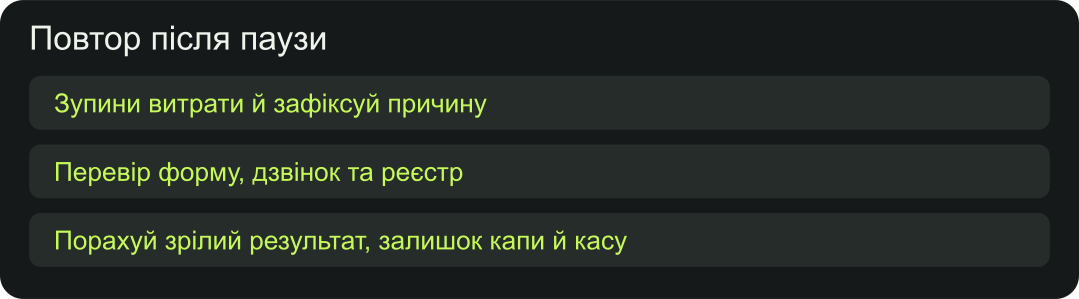 Повтор після паузи
Зупини витрати й зафіксуй причину
Перевір форму, дзвінок та реєстр
Порахуй зрілий результат, залишок капи й касу